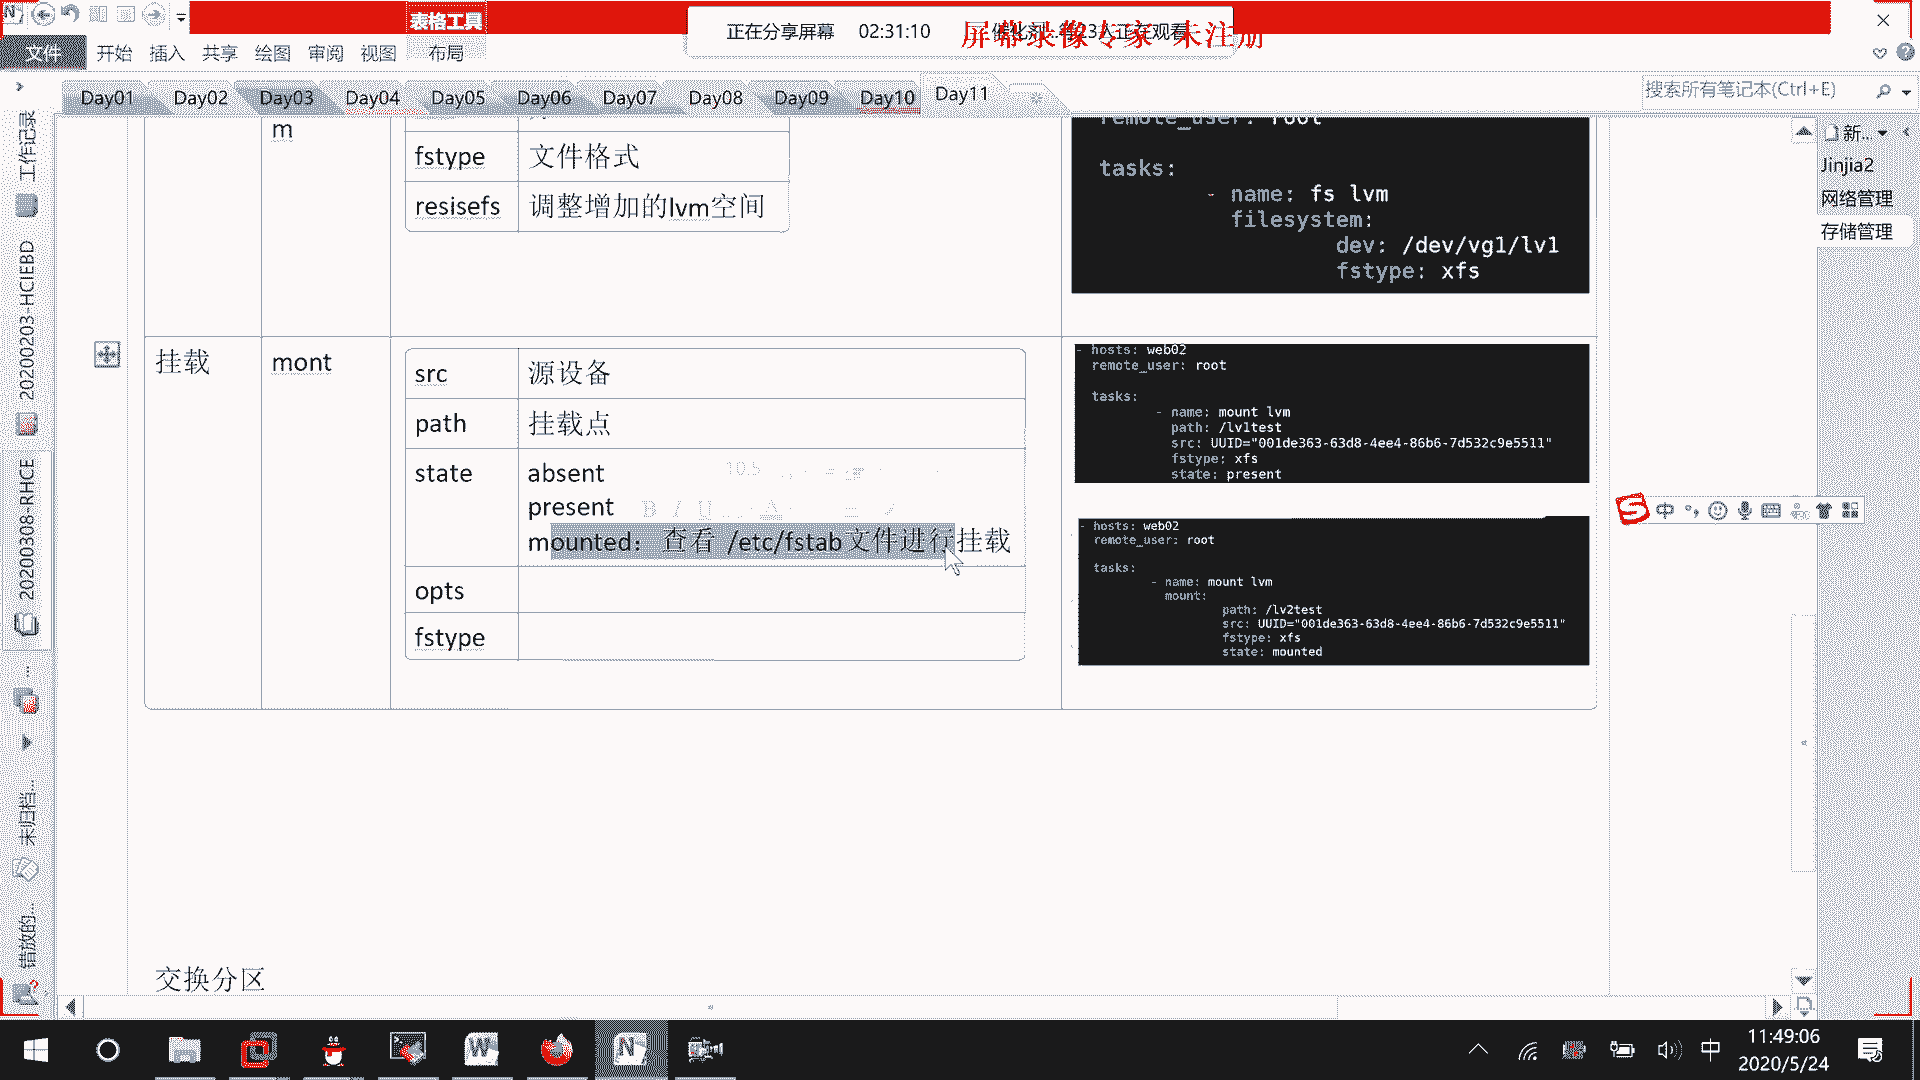 表格工具
正在分享屏幕 02:31:10
屏幕录像专家 未注册
文件 开始 插入 共享 绘图 审阅 视图 布局
Day01 Day02 Day03 Day04 Day05 Day06 Day07 Day08 Day09 Day10 Day11
搜索所有笔记本(Ctrl+E)
工作记录
20200203-HCIEBD
20200308-RHCE
未归档...
错放的...
新...
Jinjia2
网络管理
存储管理
m
fstype 文件格式
resisefs 调整增加的lvm空间
remote_user: root
tasks:
- name: fs lvm
filesystem:
dev: /dev/vg1/lv1
fstype: xfs
挂载 mont
src 源设备
path 挂载点
state absent
present
mounted： 查看 /etc/fstab文件进行挂载
opts
fstype
- hosts: web02
remote_user: root
tasks:
- name: mount lvm
path: /lv1test
src: UUID="001de363-63d8-4ee4-86b6-7d532c9e5511"
fstype: xfs
state: present
- hosts: web02
remote_user: root
tasks:
- name: mount lvm
mount:
path: /lv2test
src: UUID="001de363-63d8-4ee4-86b6-7d532c9e5511"
fstype: xfs
state: mounted
10.5
B I U A
中
交换分区
中
11:49:06
2020/5/24